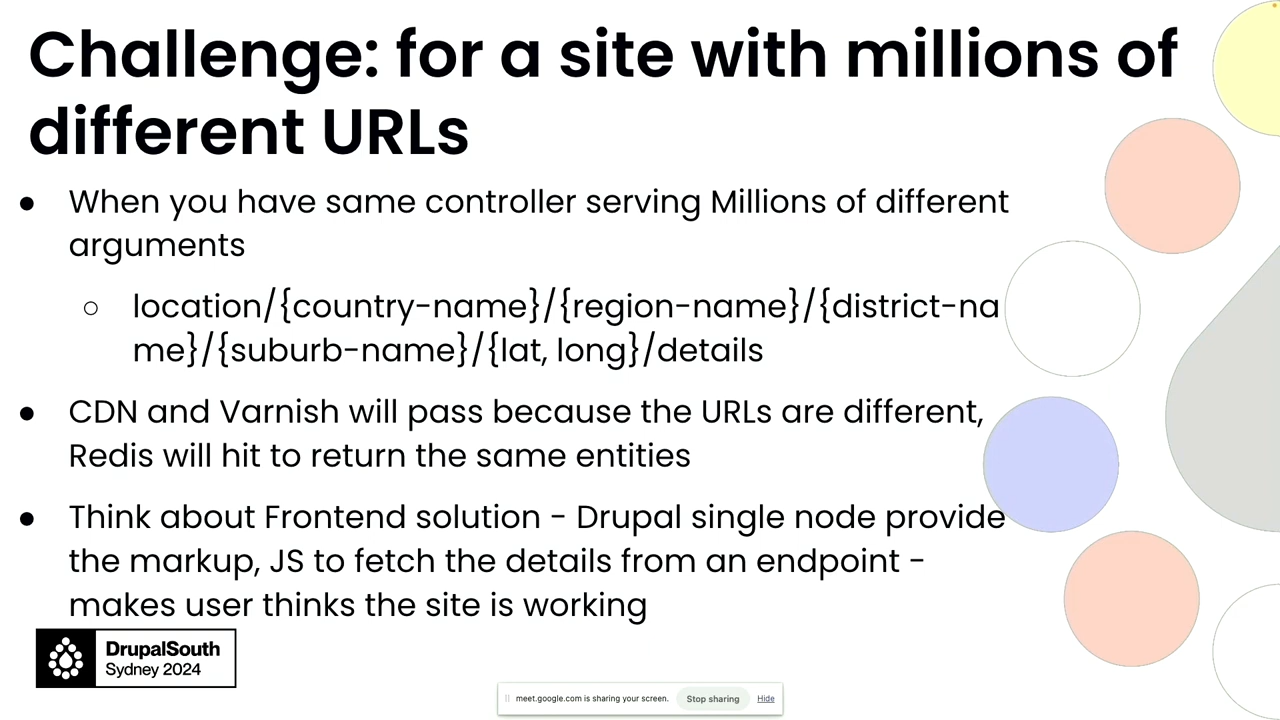 Challenge: for a site with millions of
different URLs
● When you have same controller serving Millions of different
arguments
○ location/{country-name}/{region-name}/{district-na
me}/{suburb-name}/{lat, long}/details
● CDN and Varnish will pass because the URLs are different,
Redis will hit to return the same entities
● Think about Frontend solution - Drupal single node provide
the markup, JS to fetch the details from an endpoint -
makes user thinks the site is working
DrupalSouth
Sydney 2024
meet.google.com is sharing your screen. Stop sharing Hide